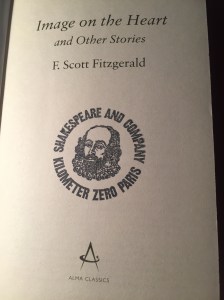 Image on the Heart
and Other Stories
F. Scott Fitzgerald
SHAKESPEARE AND COMPANY
KILOMETER ZERO PARIS
ALMA CLASSICS